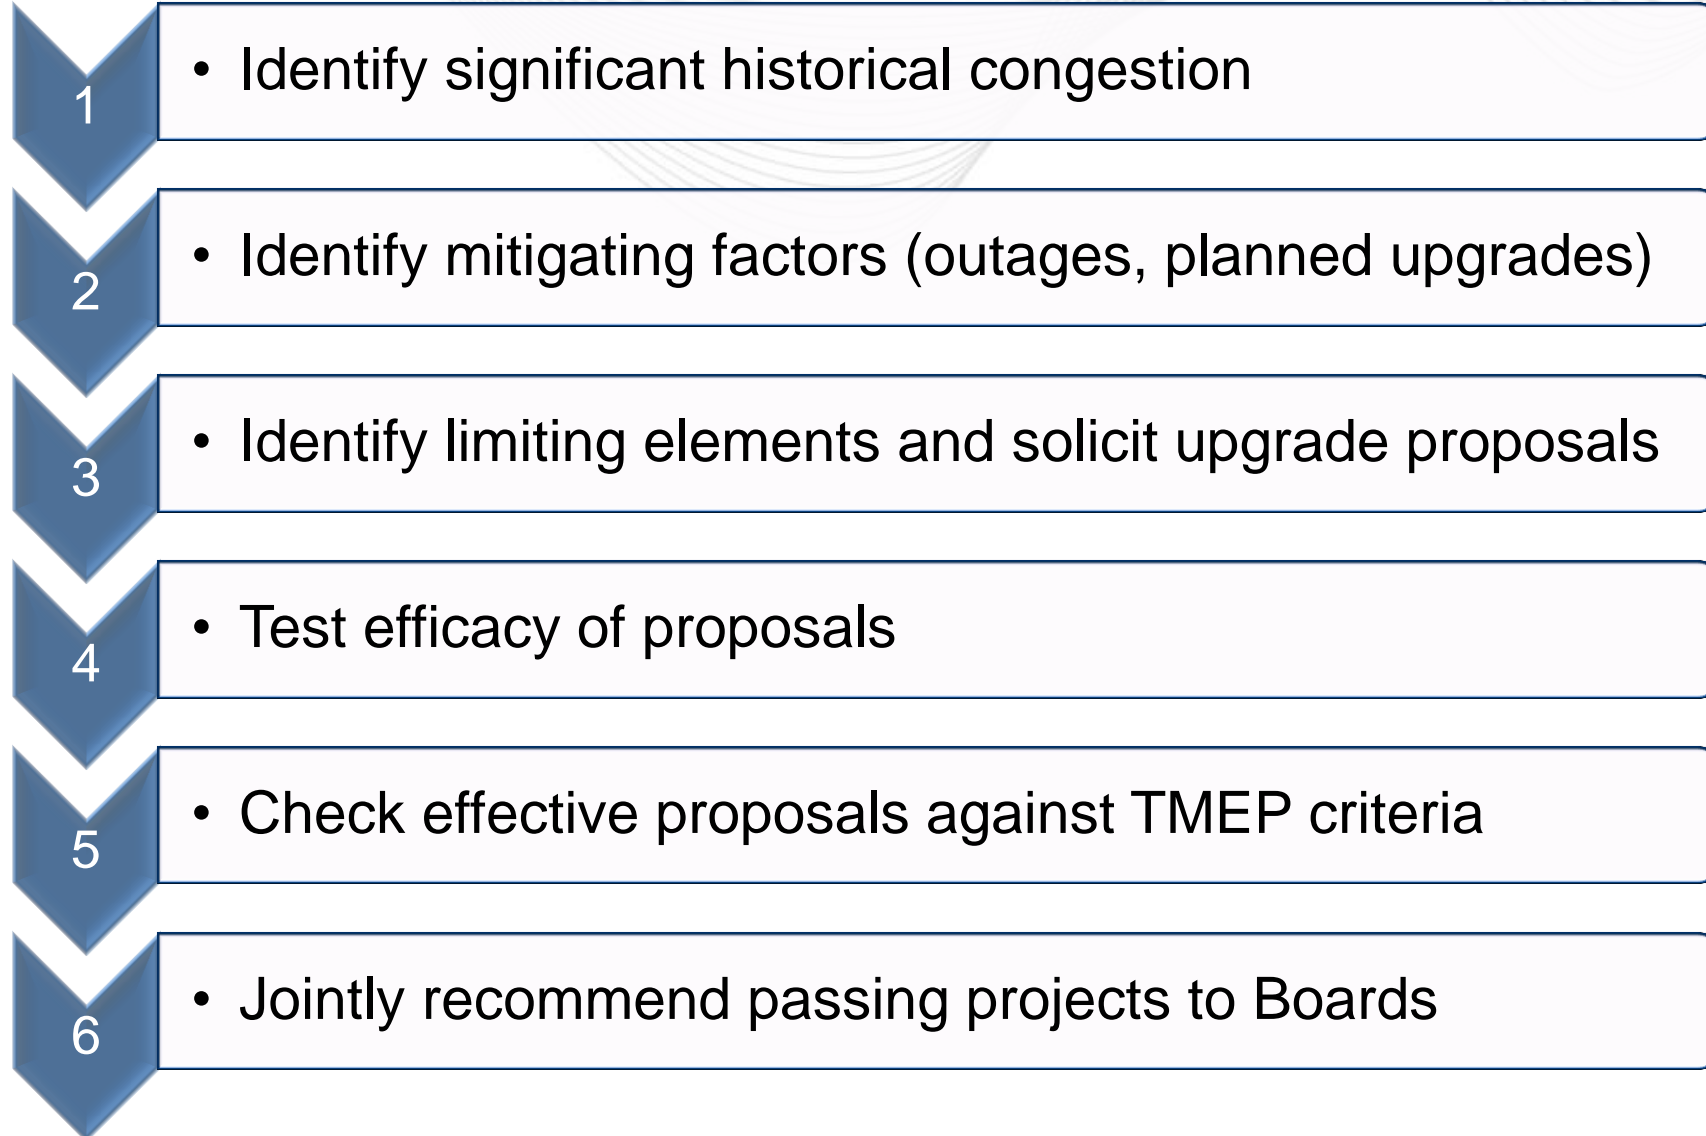 1
• Identify significant historical congestion
2
• Identify mitigating factors (outages, planned upgrades)
3
• Identify limiting elements and solicit upgrade proposals
4
• Test efficacy of proposals
5
• Check effective proposals against TMEP criteria
6
• Jointly recommend passing projects to Boards